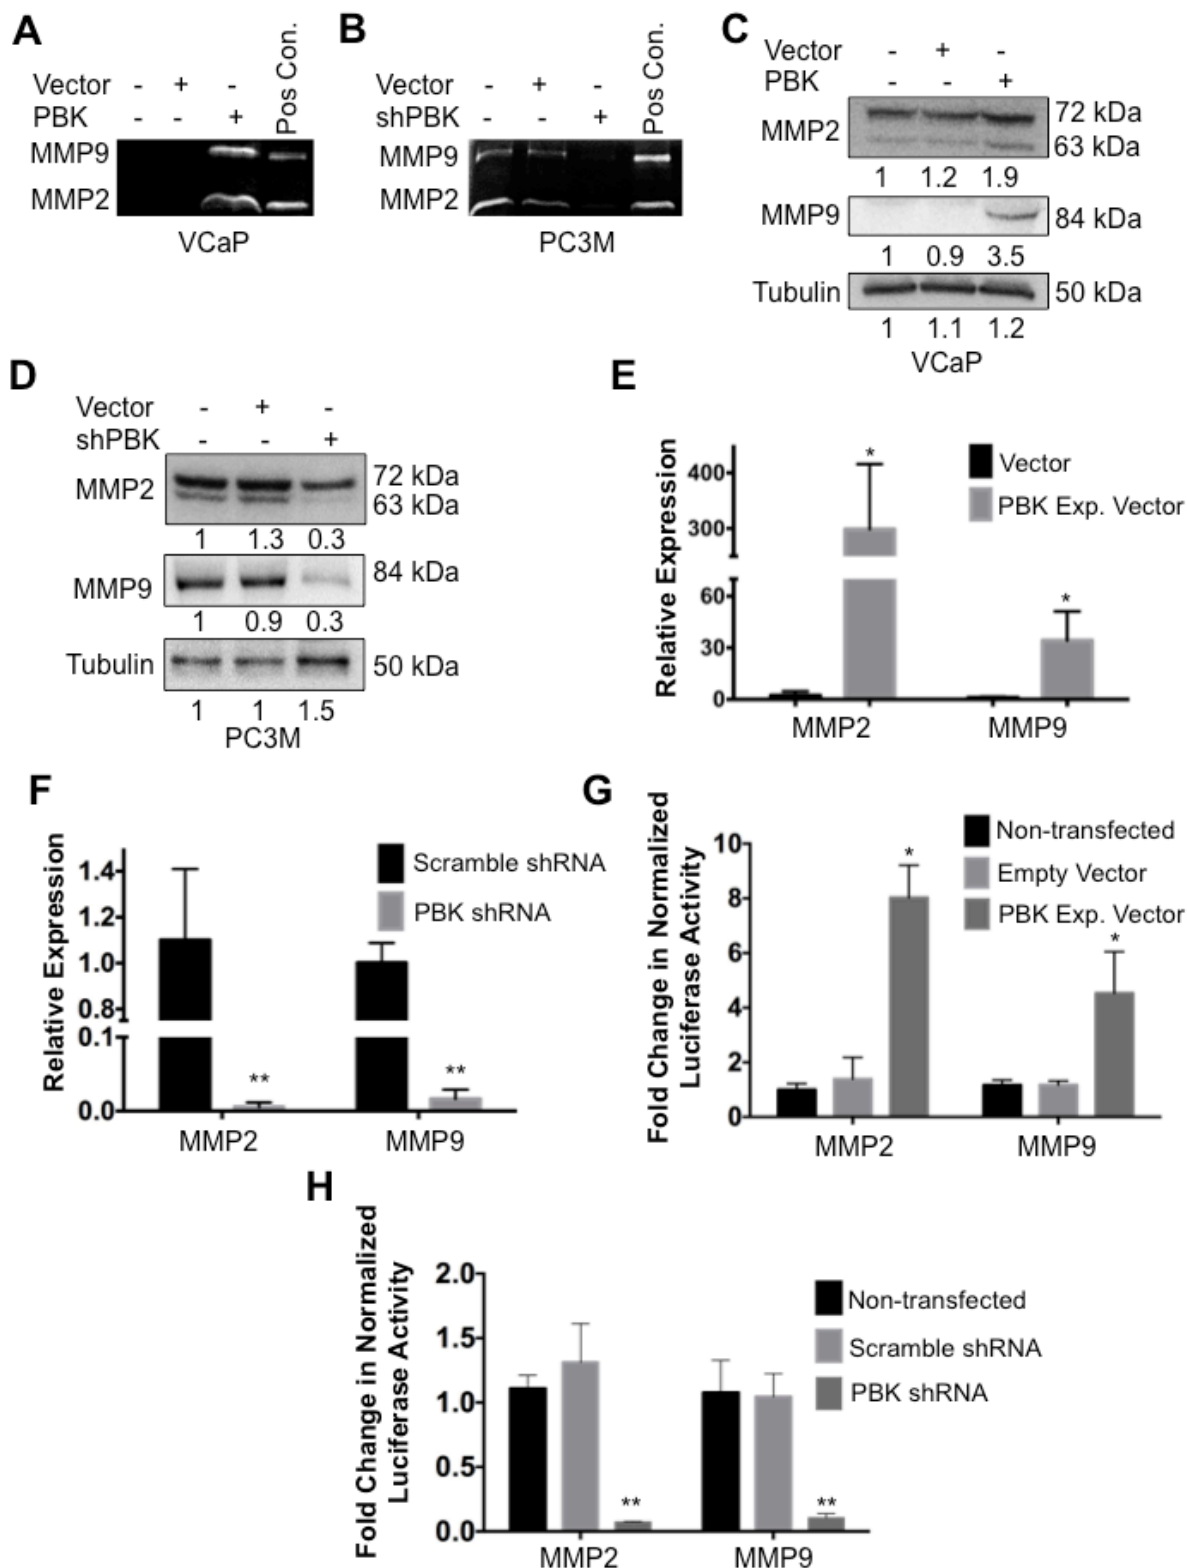 A
Vector - + -
PBK - - +
Pos Con.
MMP9
MMP2
VCaP
B
Vector - + -
shPBK - - +
Pos Con.
MMP9
MMP2
PC3M
C
Vector - + -
PBK - - +
MMP2
72 kDa
63 kDa
1 1.2 1.9
MMP9
84 kDa
1 0.9 3.5
Tubulin
50 kDa
1 1.1 1.2
VCaP
D
Vector - + -
shPBK - - +
MMP2
72 kDa
63 kDa
1 1.3 0.3
MMP9
84 kDa
1 0.9 0.3
Tubulin
50 kDa
1 1 1.5
PC3M
E
Relative Expression
400
300
60
30
0
*
*
MMP2
MMP9
Vector
PBK Exp. Vector
F
Relative Expression
1.4
1.2
1.0
0.8
0.1
0.0
**
**
MMP2
MMP9
Scramble shRNA
PBK shRNA
G
Fold Change in Normalized
Luciferase Activity
10
8
6
4
2
0
*
*
MMP2
MMP9
Non-transfected
Empty Vector
PBK Exp. Vector
H
Fold Change in Normalized
Luciferase Activity
2.0
1.5
1.0
0.5
0.0
**
**
MMP2
MMP9
Non-transfected
Scramble shRNA
PBK shRNA